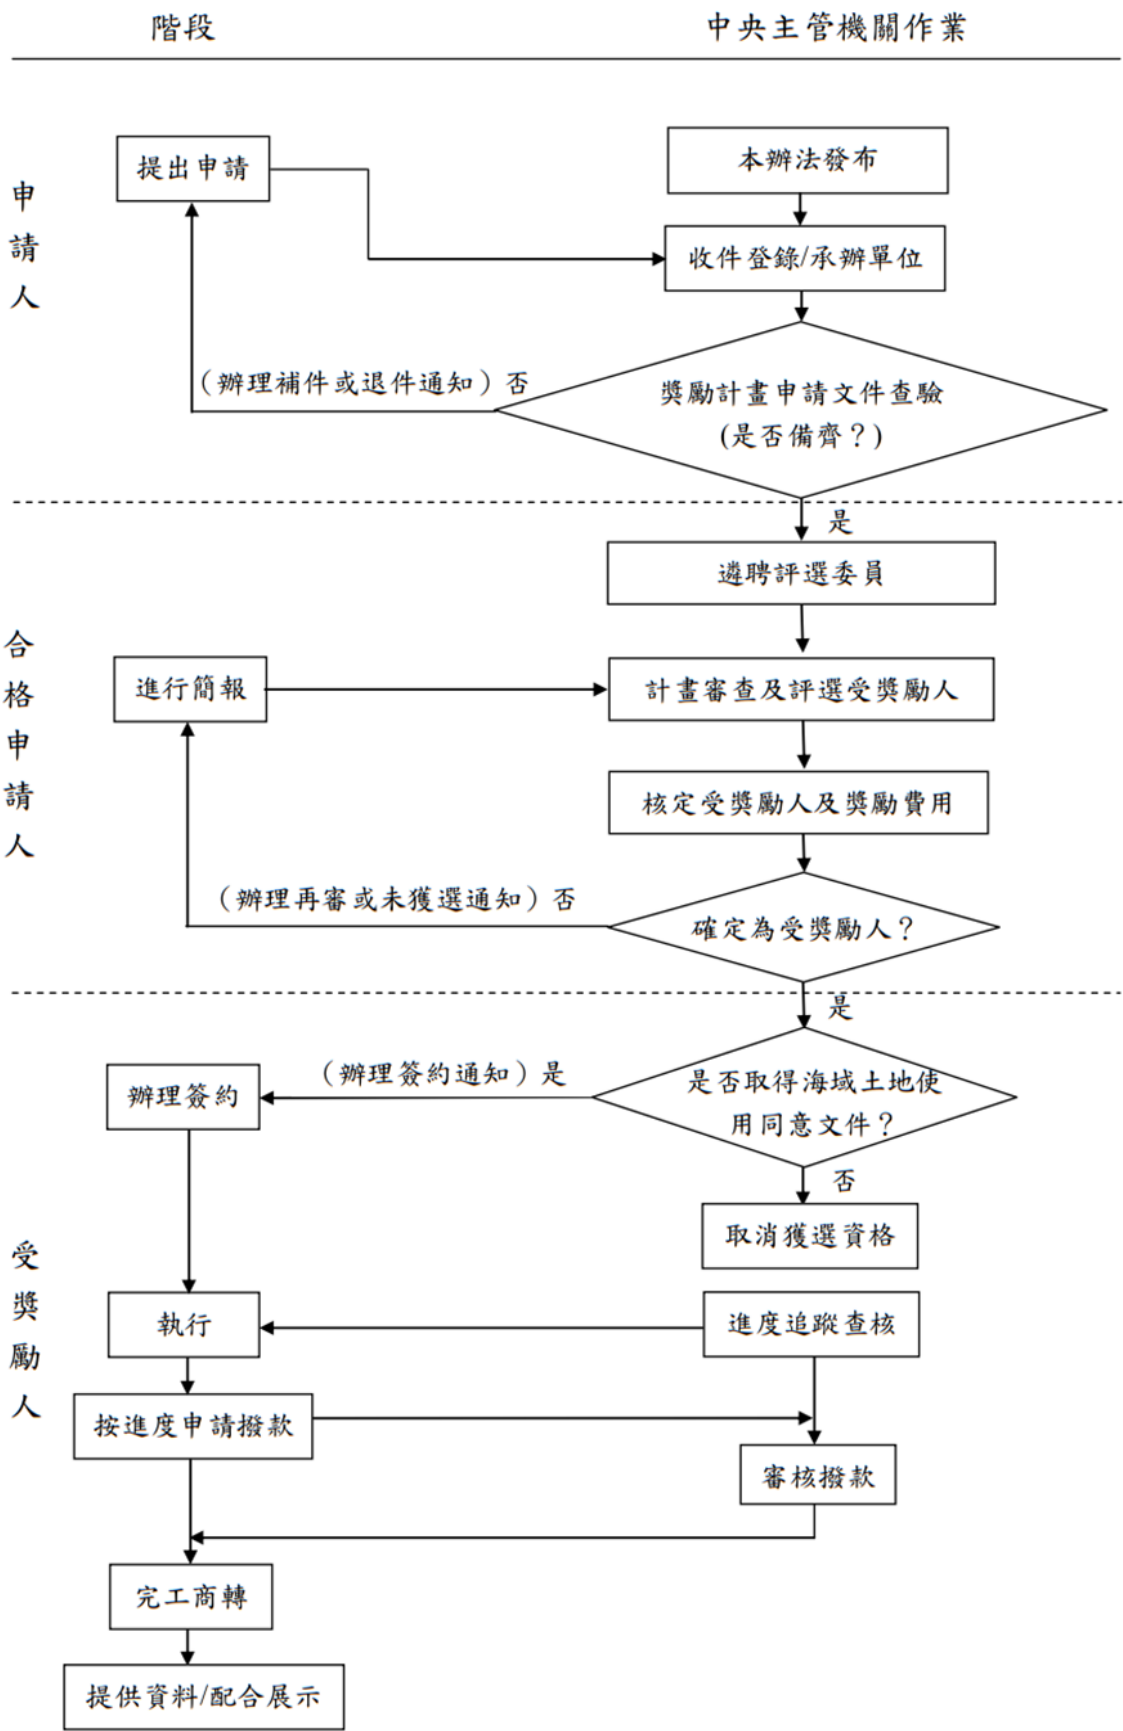 階段
中央主管機關作業
申請人
提出申請
本辦法發布
收件登錄/承辦單位
（辦理補件或退件通知）否
獎勵計畫申請文件查驗
(是否備齊？)
是
合格申請人
遴聘評選委員
進行簡報
計畫審查及評選受獎勵人
核定受獎勵人及獎勵費用
（辦理再審或未獲選通知）否
確定為受獎勵人？
是
受獎勵人
辦理簽約
（辦理簽約通知）是
是否取得海域土地使
用同意文件？
否
取消獲選資格
執行
進度追蹤查核
按進度申請撥款
審核撥款
完工商轉
提供資料/配合展示